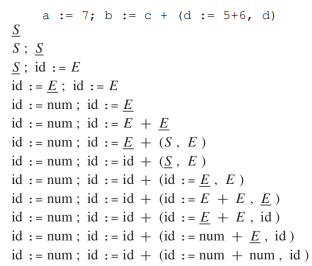 a := 7; b := c + (d := 5+6, d)
S
S ; S
S ; id := E
id := E ; id := E
id := num ; id := E
id := num ; id := E + E
id := num ; id := E + (S , E )
id := num ; id := id + (S , E )
id := num ; id := id + (id := E , E )
id := num ; id := id + (id := E + E , E )
id := num ; id := id + (id := E + E , id )
id := num ; id := id + (id := num + E , id )
id := num ; id := id + (id := num + num , id )